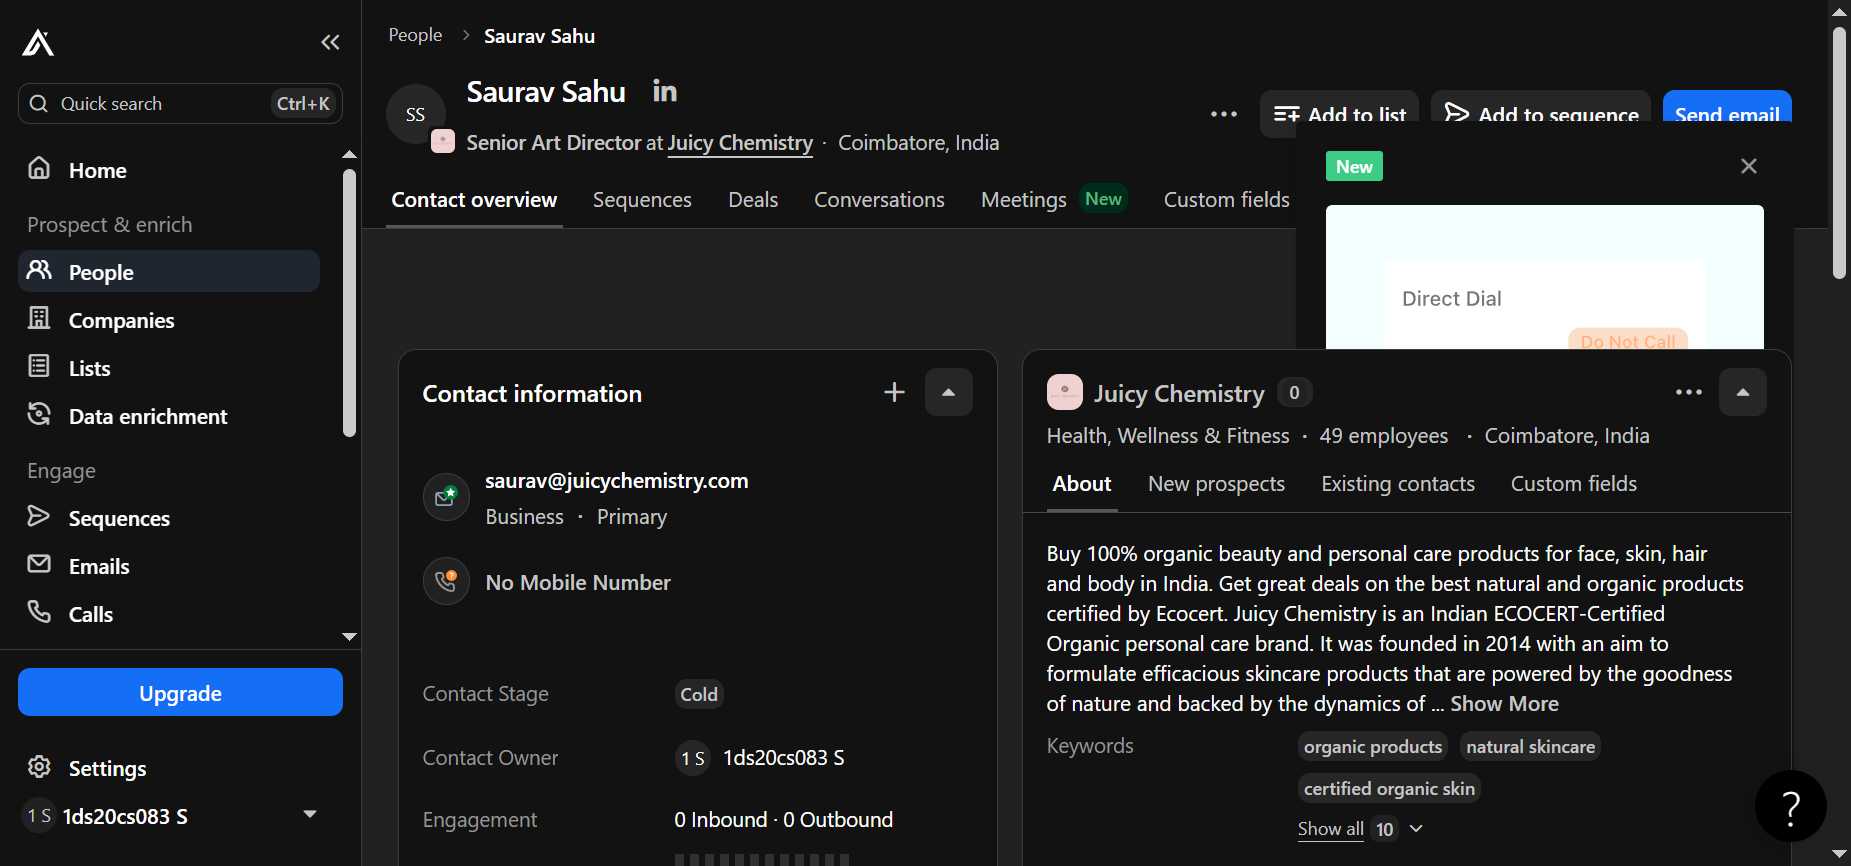 Quick search Ctrl+K
Home
Prospect & enrich
People
Companies
Lists
Data enrichment
Engage
Sequences
Emails
Calls
Upgrade
Settings
1 S 1ds20cs083 S
People > Saurav Sahu
SS
Saurav Sahu in
Senior Art Director at Juicy Chemistry · Coimbatore, India
Add to list
Add to sequence
Send email
Contact overview Sequences Deals Conversations Meetings New Custom fields
New
Direct Dial
Do Not Call
Contact information
saurav@juicychemistry.com
Business · Primary
No Mobile Number
Contact Stage Cold
Contact Owner 1 S 1ds20cs083 S
Engagement 0 Inbound · 0 Outbound
Juicy Chemistry 0
Health, Wellness & Fitness · 49 employees · Coimbatore, India
About New prospects Existing contacts Custom fields
Buy 100% organic beauty and personal care products for face, skin, hair
and body in India. Get great deals on the best natural and organic products
certified by Ecocert. Juicy Chemistry is an Indian ECOCERT-Certified
Organic personal care brand. It was founded in 2014 with an aim to
formulate efficacious skincare products that are powered by the goodness
of nature and backed by the dynamics of ... Show More
Keywords organic products natural skincare
certified organic skin
Show all 10
?